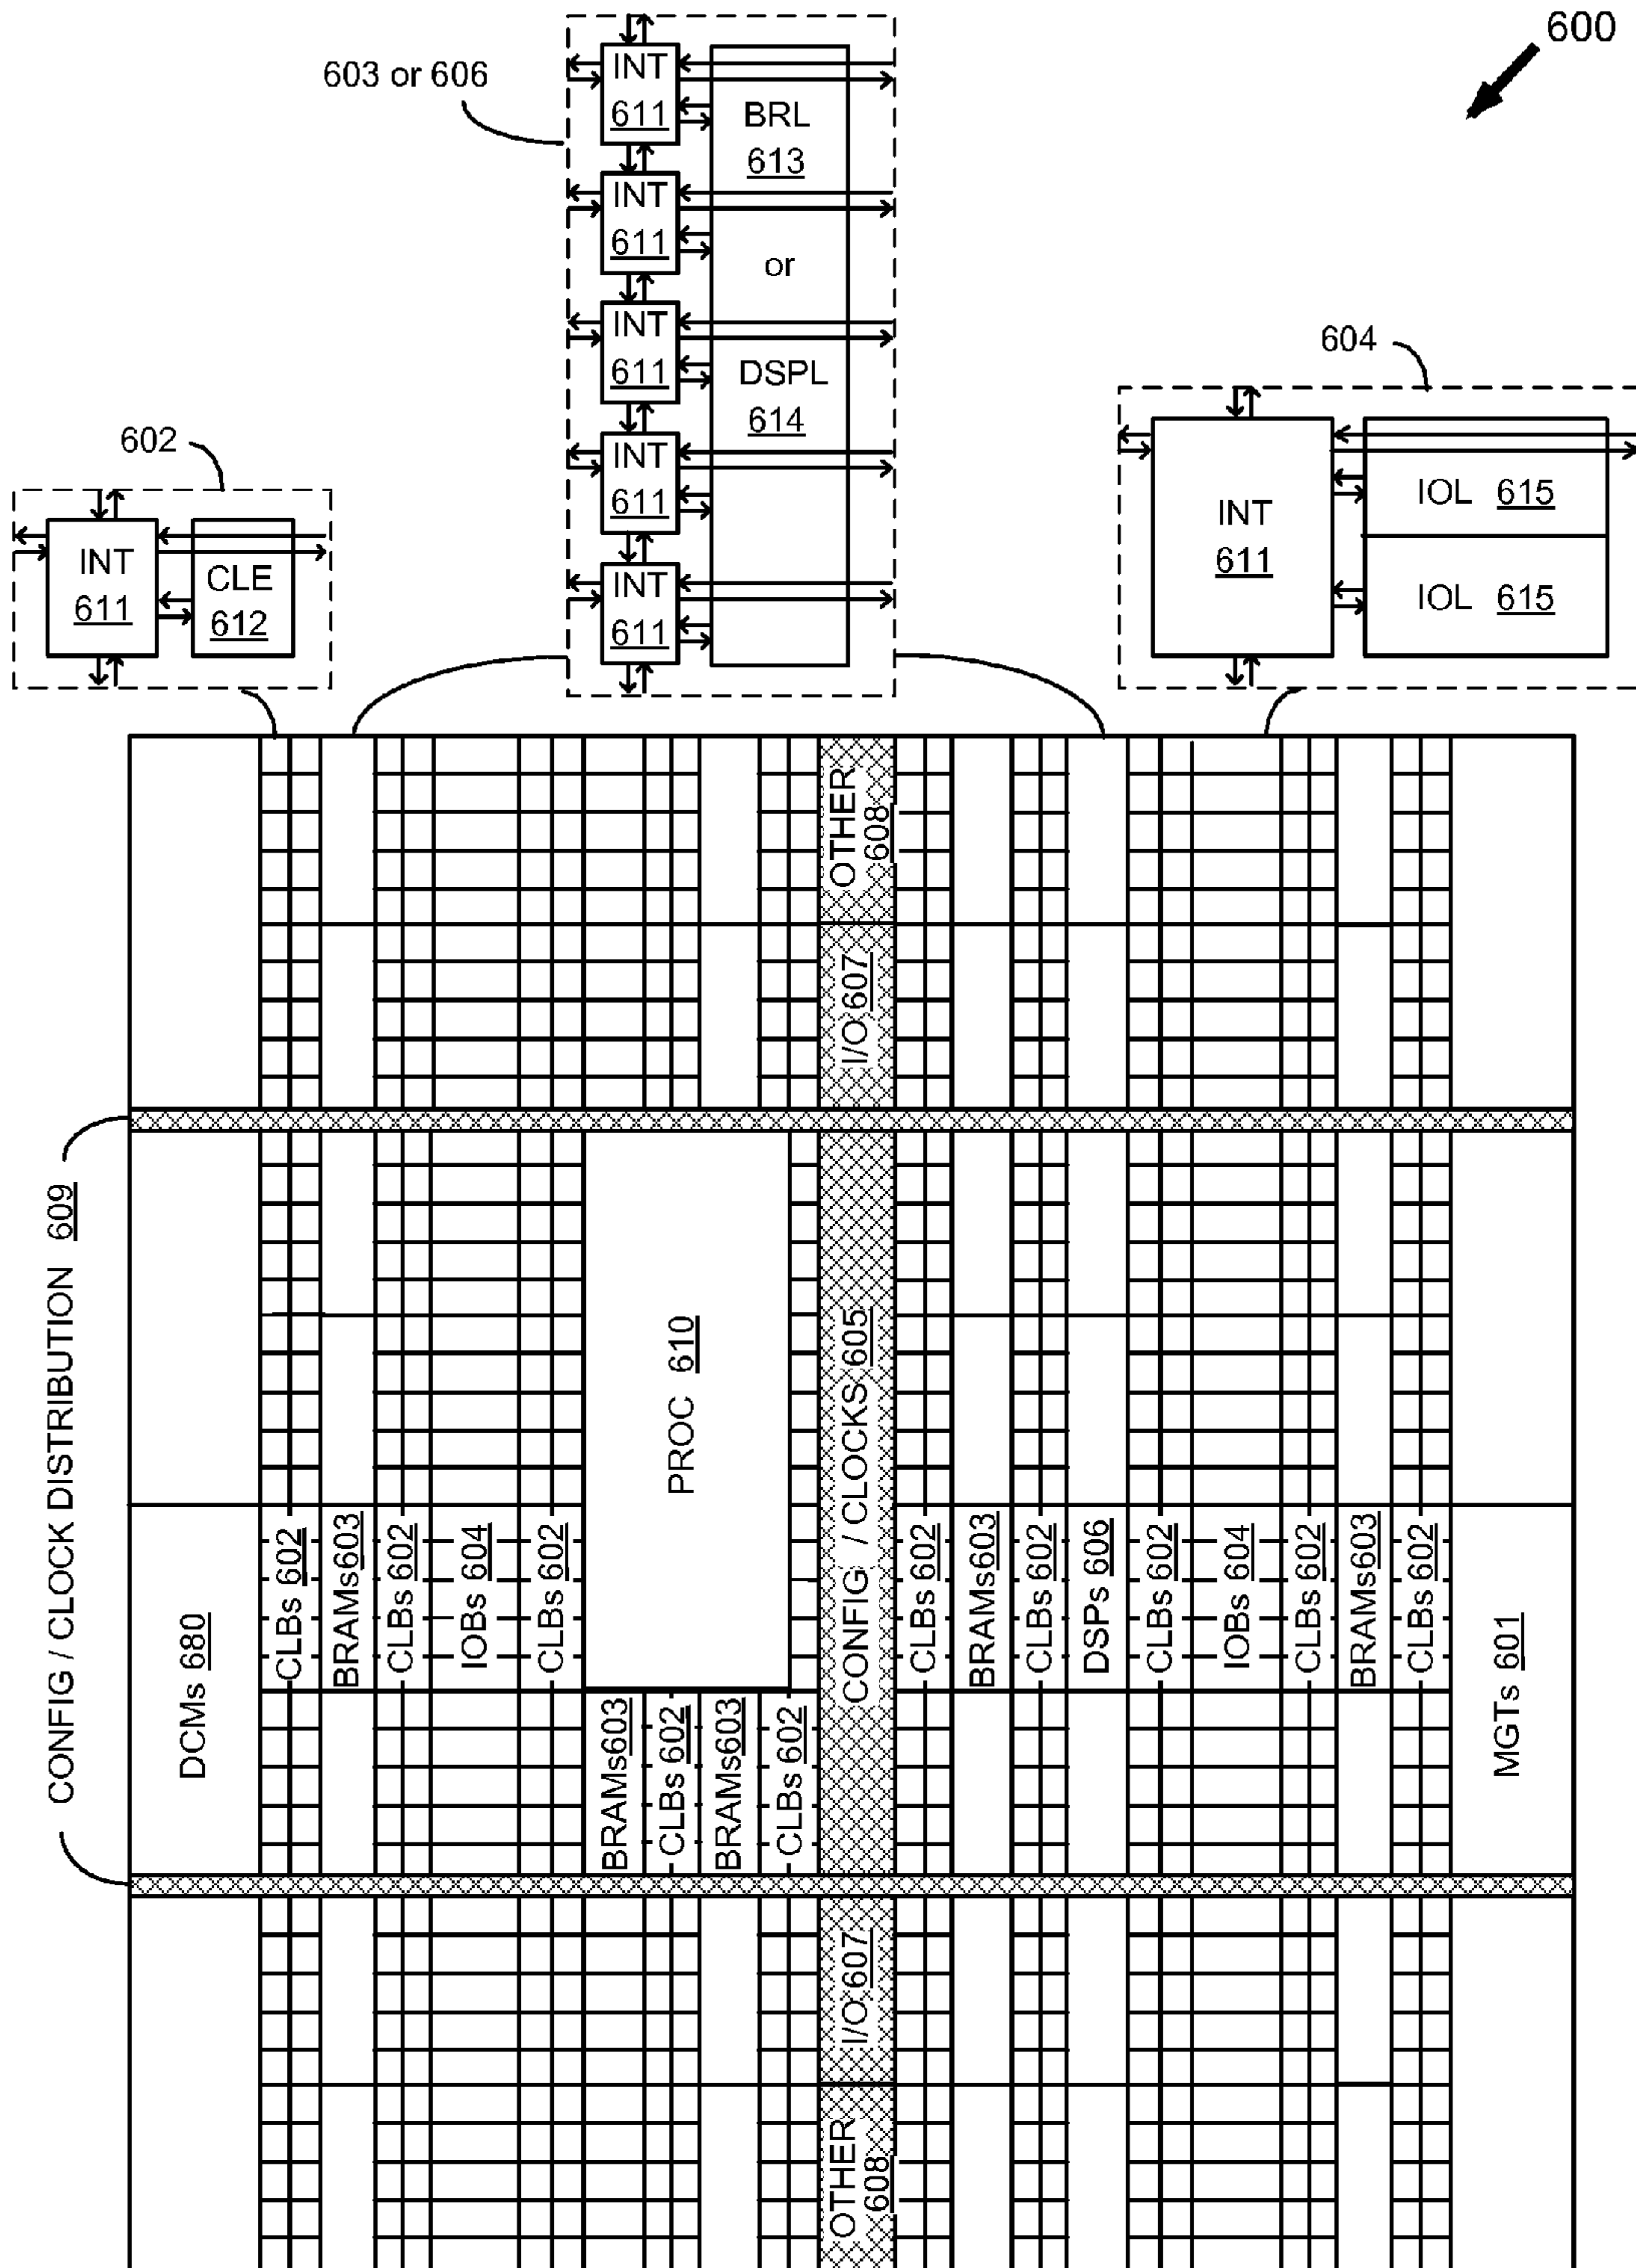 600
603 or 606
INT
611
INT
611
INT
611
INT
611
INT
611
BRL
613
or
DSPL
614
604
INT
611
IOL 615
IOL 615
602
INT
611
CLE
612
OTHER
608
I/O 607
CONFIG / CLOCK DISTRIBUTION 609
PROC 610
CONFIG / CLOCKS 605
DCMs 680
CLBs 602
BRAMs603
CLBs 602
IOBs 604
CLBs 602
BRAMs603
CLBs 602
BRAMs603
CLBs 602
CLBs 602
BRAMs603
CLBs 602
DSPs 606
CLBs 602
IOBs 604
CLBs 602
BRAMs603
CLBs 602
MGTs 601
I/O 607
OTHER
608